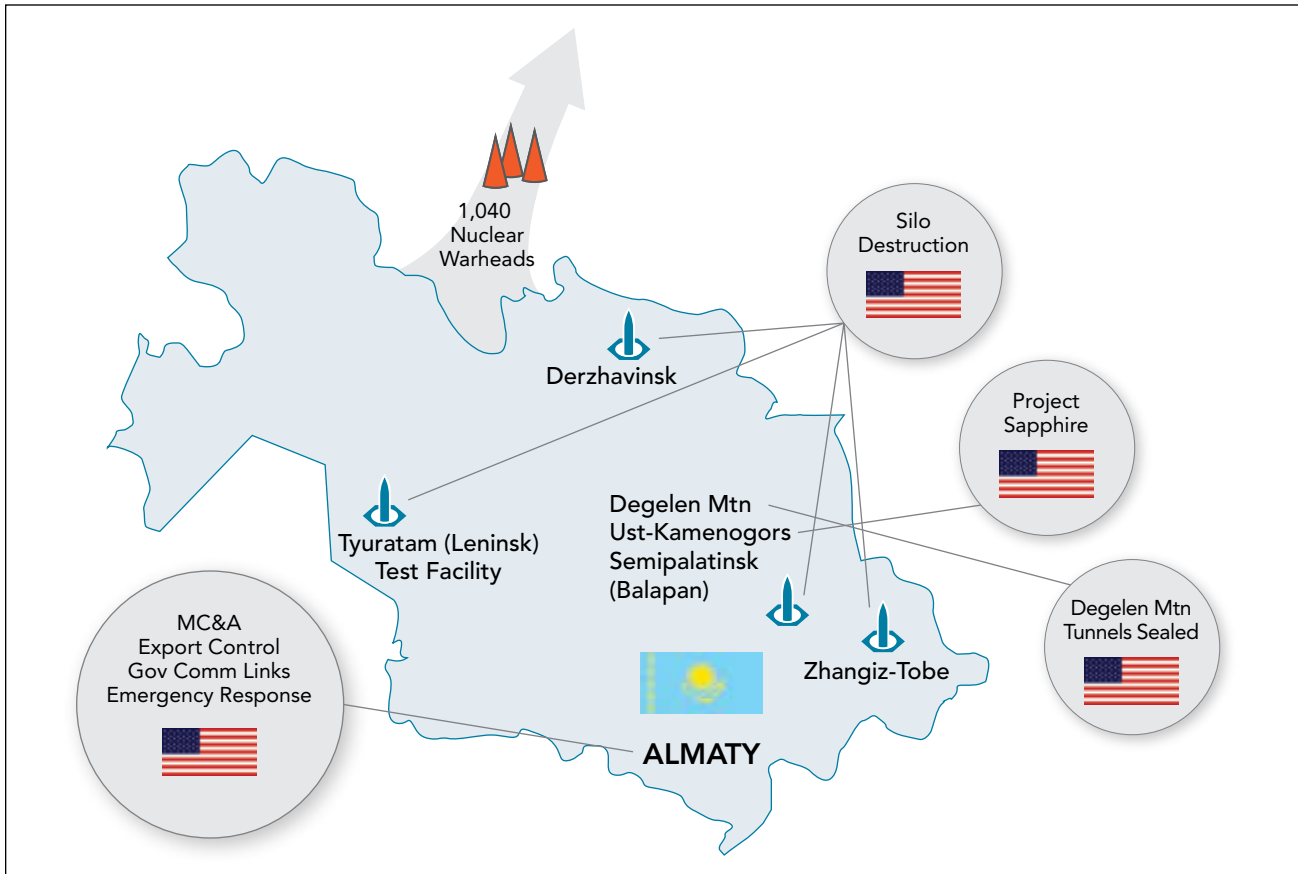 1,040
Nuclear
Warheads
Silo
Destruction
Derzhavinsk
Project
Sapphire
Tyuratam (Leninsk)
Test Facility
Degelen Mtn
Ust-Kamenogors
Semipalatinsk
(Balapan)
Degelen Mtn
Tunnels Sealed
MC&A
Export Control
Gov Comm Links
Emergency Response
Zhangiz-Tobe
ALMATY